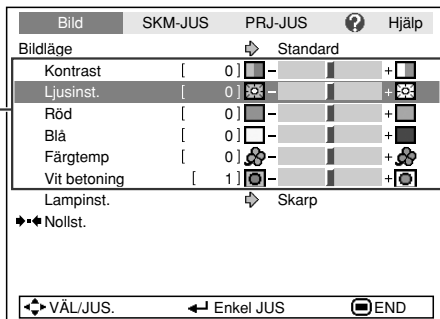 Bild SKM-JUS PRJ-JUS ? Hjälp
Bildläge Standard
Kontrast [ 0 ] - +
Ljusinst. [ 0 ] - +
Röd [ 0 ] - +
Blå [ 0 ] - +
Färgtemp [ 0 ] - +
Vit betoning [ 1 ] - +
Lampinst. Skarp
Nollst.
VÄL/JUS. Enkel JUS END